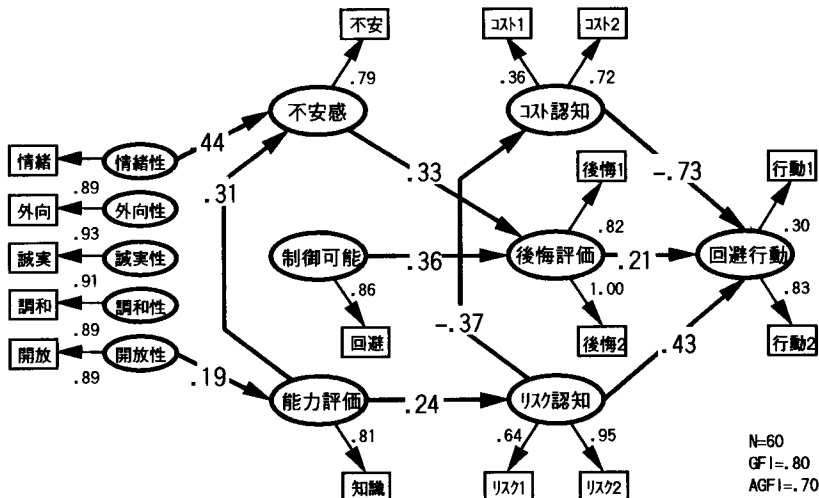 不安
コスト1
コスト2
.79
.36
.72
不安感
コスト認知
情緒
情緒性
.44
.89
.31
.33
-.73
外向
外向性
後悔1
行動1
.93
.82
.30
誠実
誠実性
制御可能
.36
後悔評価
.21
回避行動
.91
.86
1.00
.83
調和
調和性
回避
-.37
後悔2
.43
行動2
.89
開放
開放性
.89
.19
能力評価
.24
リスク認知
.81
.64
.95
知識
リスク1
リスク2
N=60
GFI=.80
AGFI=.70